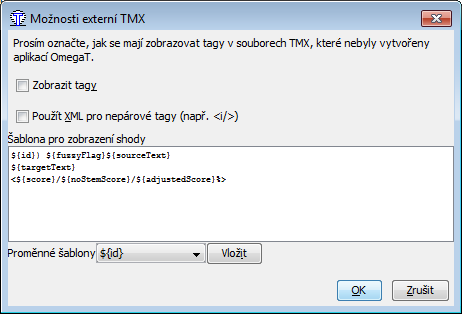 Možnosti externí TMX
Prosím označte, jak se mají zobrazovat tagy v souborech TMX, které nebyly vytvořeny
aplikací OmegaT.
Zobrazit tagy
Použít XML pro nepárové tagy (např. <i/>)
Šablona pro zobrazení shody
${id}) ${fuzzyFlag}${sourceText}
${targetText}
<${score}/${noStemScore}/${adjustedScore}%>
Proměnné šablony ${id} Vložit
OK Zrušit